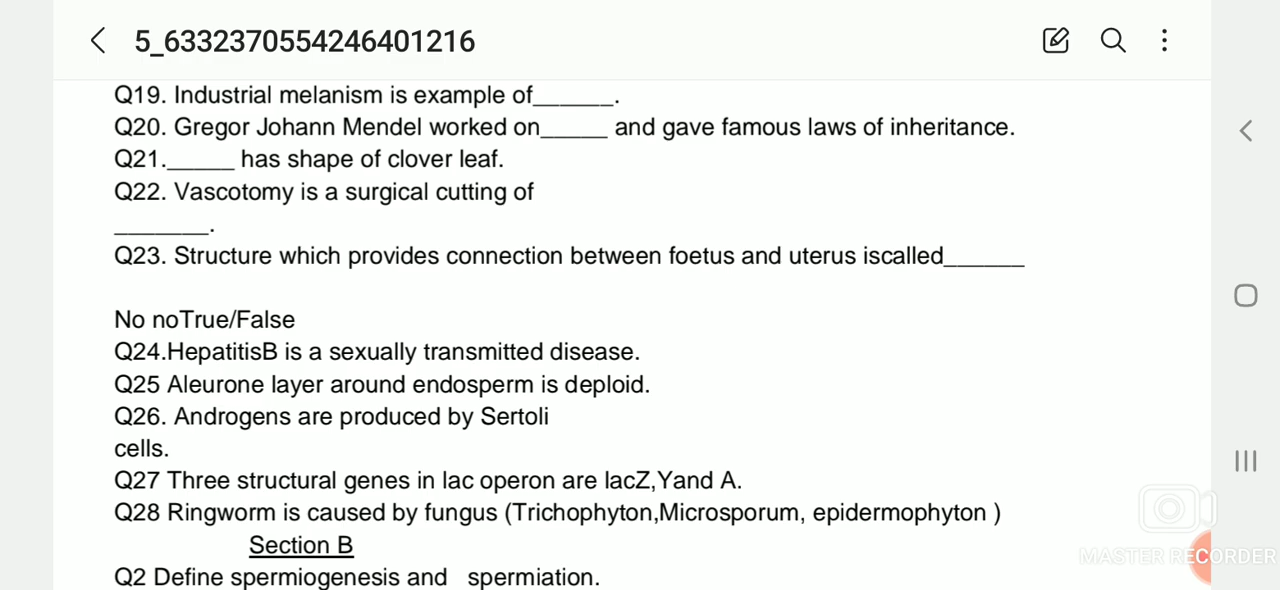 5_6332370554246401216
Q19. Industrial melanism is example of______.
Q20. Gregor Johann Mendel worked on_____ and gave famous laws of inheritance.
Q21._____ has shape of clover leaf.
Q22. Vascotomy is a surgical cutting of
_______.
Q23. Structure which provides connection between foetus and uterus iscalled______
No noTrue/False
Q24.HepatitisB is a sexually transmitted disease.
Q25 Aleurone layer around endosperm is deploid.
Q26. Androgens are produced by Sertoli
cells.
Q27 Three structural genes in lac operon are lacZ,Yand A.
Q28 Ringworm is caused by fungus (Trichophyton,Microsporum, epidermophyton )
Section B
Q2 Define spermiogenesis and   spermiation.
MASTER RECORDER